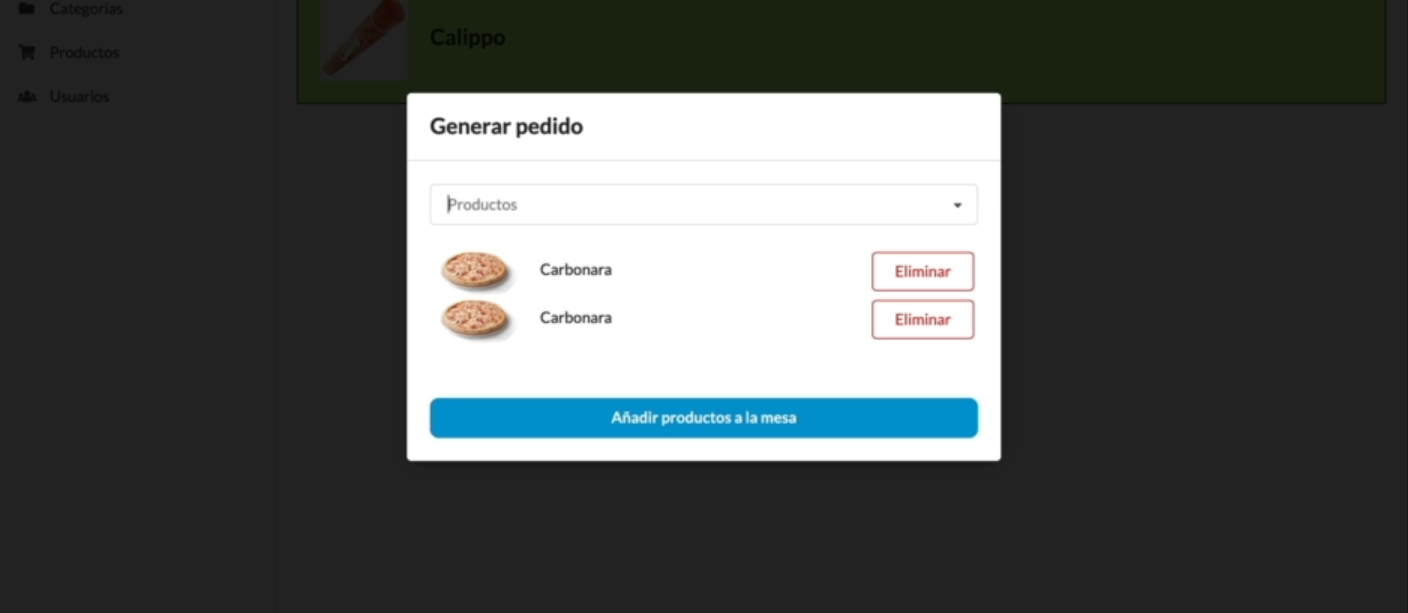 Categorias
Productos
Usuarios
Calippo
Generar pedido
Productos
Carbonara
Eliminar
Carbonara
Eliminar
Añadir productos a la mesa